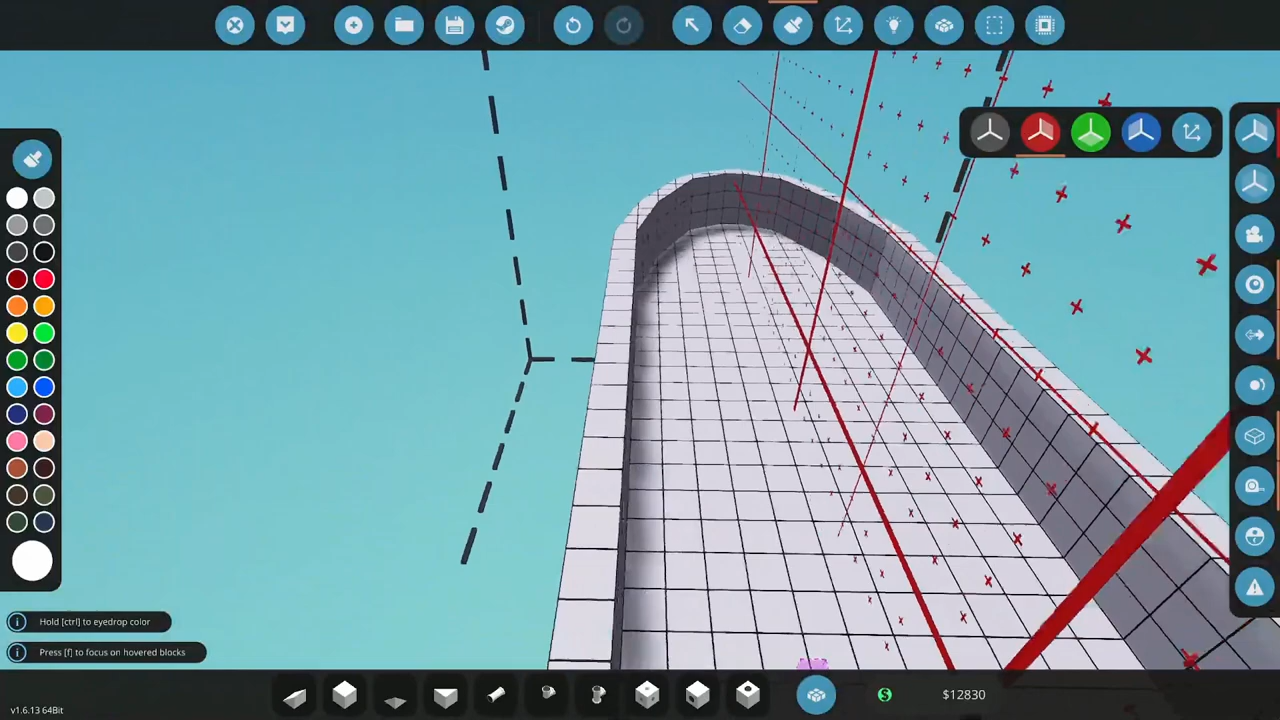 Hold [ctrl] to eyedrop color
Press [f] to focus on hovered blocks
$12830
v1.6.13 64Bit